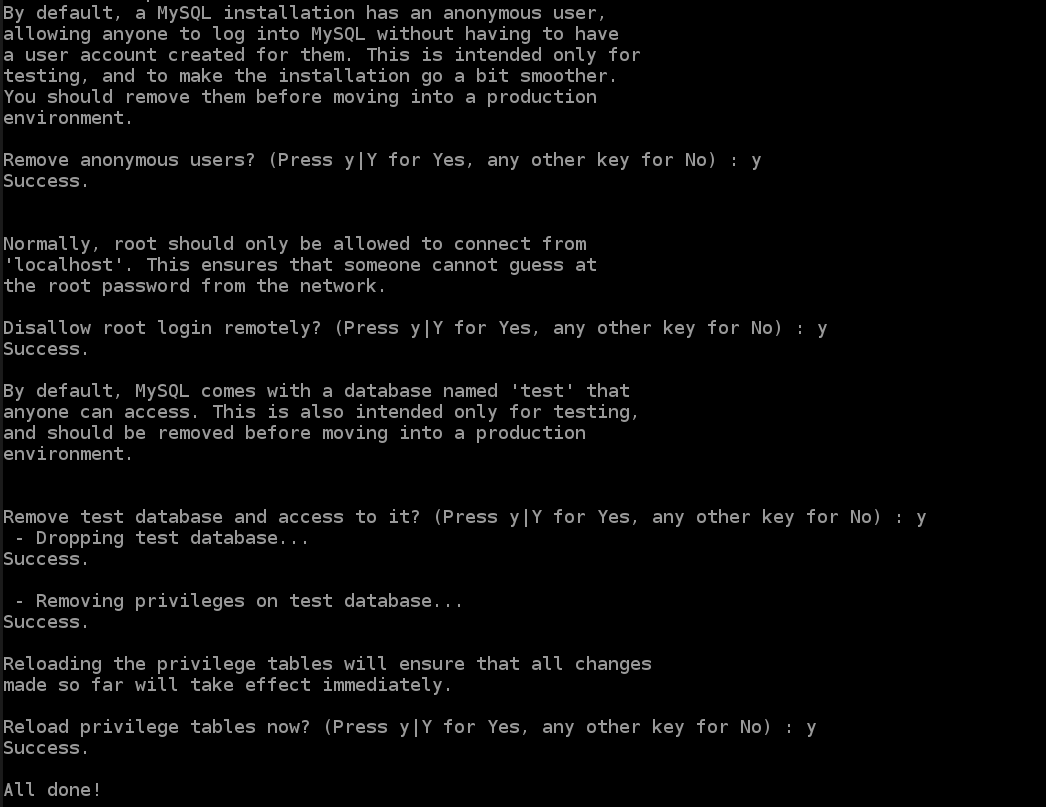 By default, a MySQL installation has an anonymous user,
allowing anyone to log into MySQL without having to have
a user account created for them. This is intended only for
testing, and to make the installation go a bit smoother.
You should remove them before moving into a production
environment.
Remove anonymous users? (Press y|Y for Yes, any other key for No) : y
Success.
Normally, root should only be allowed to connect from
'localhost'. This ensures that someone cannot guess at
the root password from the network.
Disallow root login remotely? (Press y|Y for Yes, any other key for No) : y
Success.
By default, MySQL comes with a database named 'test' that
anyone can access. This is also intended only for testing,
and should be removed before moving into a production
environment.
Remove test database and access to it? (Press y|Y for Yes, any other key for No) : y
 - Dropping test database...
Success.
 - Removing privileges on test database...
Success.
Reloading the privilege tables will ensure that all changes
made so far will take effect immediately.
Reload privilege tables now? (Press y|Y for Yes, any other key for No) : y
Success.
All done!